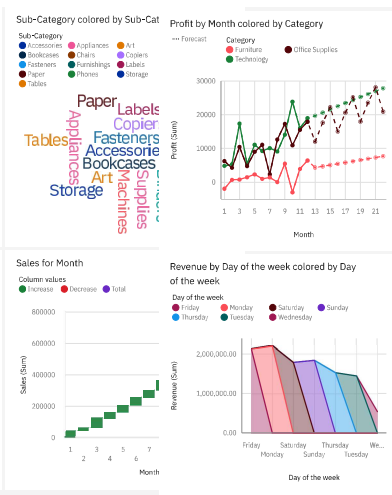 Sub-Category colored by Sub-Cat
Sub-Category
Accessories Appliances Art
Bookcases Chairs Copiers
Fasteners Furnishings Labels
Paper Phones Storage
Tables
Paper Labels
Copier
Tables Appliances Fasteners
Accessorie
Bookcases
Art Machines Supplies
Storage
Profit by Month colored by Category
Forecast
Category
Furniture Office Supplies
Technology
Profit (Sum)
30000
20000
10000
0
1 3 5 7 9 11 13 15 17 19 21
Month
Sales for Month
Column values
Increase Decrease Total
Sales (Sum)
800000
600000
400000
200000
0
1 3 5 7
2 4 6
Month
Revenue by Day of the week colored by Day
of the week
Day of the week
Friday Monday Saturday Sunday
Thursday Tuesday Wednesday
Revenue (Sum)
2,000,000.00
1,000,000.00
0.00
Friday Saturday Thursday We...
Monday Sunday Tuesday
Day of the week